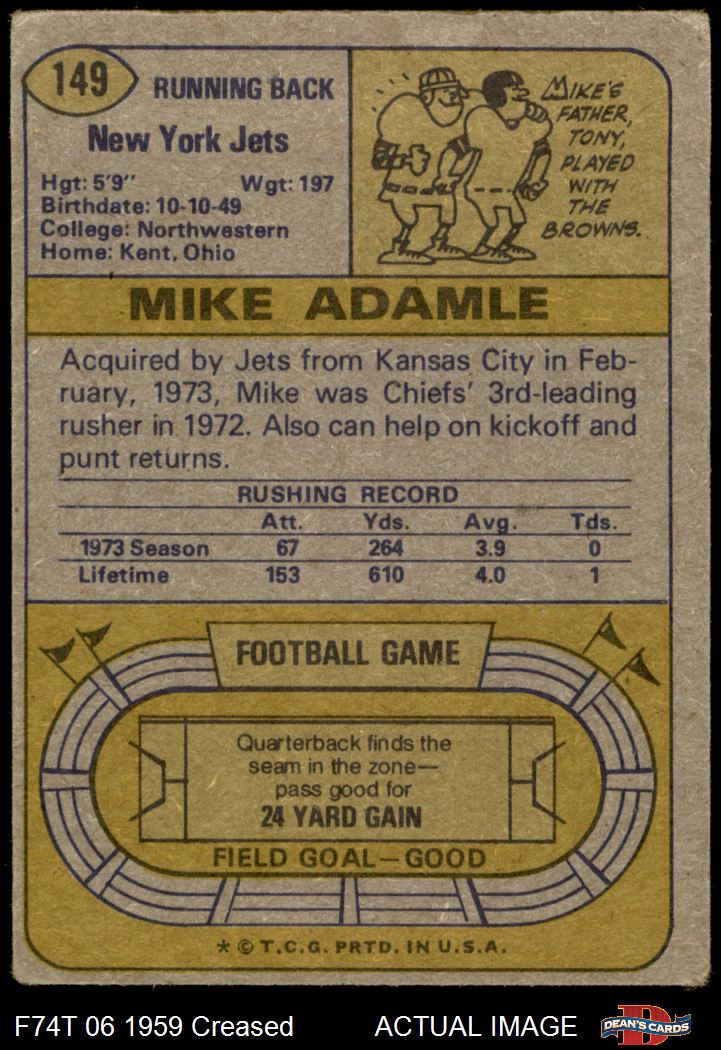 149
RUNNING BACK
New York Jets
Hgt: 5'9" Wgt: 197
Birthdate: 10-10-49
College: Northwestern
Home: Kent, Ohio
MIKE'S
FATHER,
TONY,
PLAYED
WITH
THE
BROWNS.
MIKE ADAMLE
Acquired by Jets from Kansas City in Feb-
ruary, 1973, Mike was Chiefs' 3rd-leading
rusher in 1972. Also can help on kickoff and
punt returns.
RUSHING RECORD
Att. Yds. Avg. Tds.
1973 Season 67 264 3.9 0
Lifetime 153 610 4.0 1
FOOTBALL GAME
Quarterback finds the
seam in the zone—
pass good for
24 YARD GAIN
FIELD GOAL—GOOD
* © T.C.G. PRTD. IN U.S.A.
F74T 06 1959 Creased ACTUAL IMAGE
D
DEAN'S CARDS